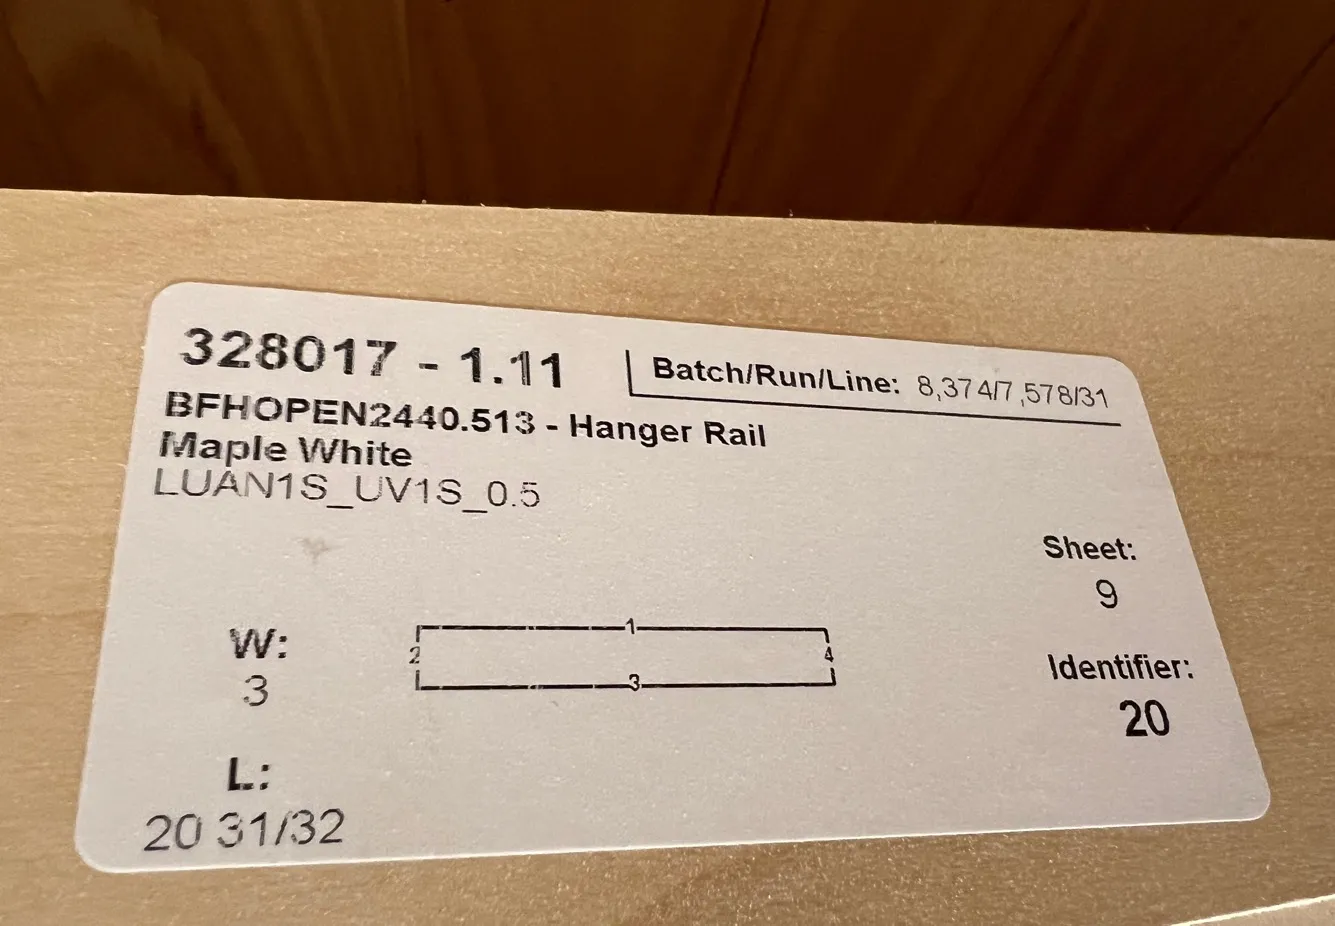 328017 - 1.11
Batch/Run/Line: 8,374/7,578/31
BFHOPEN2440.513 - Hanger Rail
Maple White
LUAN1S_UV1S_0.5
Sheet:
9
W:
3
1
2
4
3
Identifier:
20
L:
20 31/32